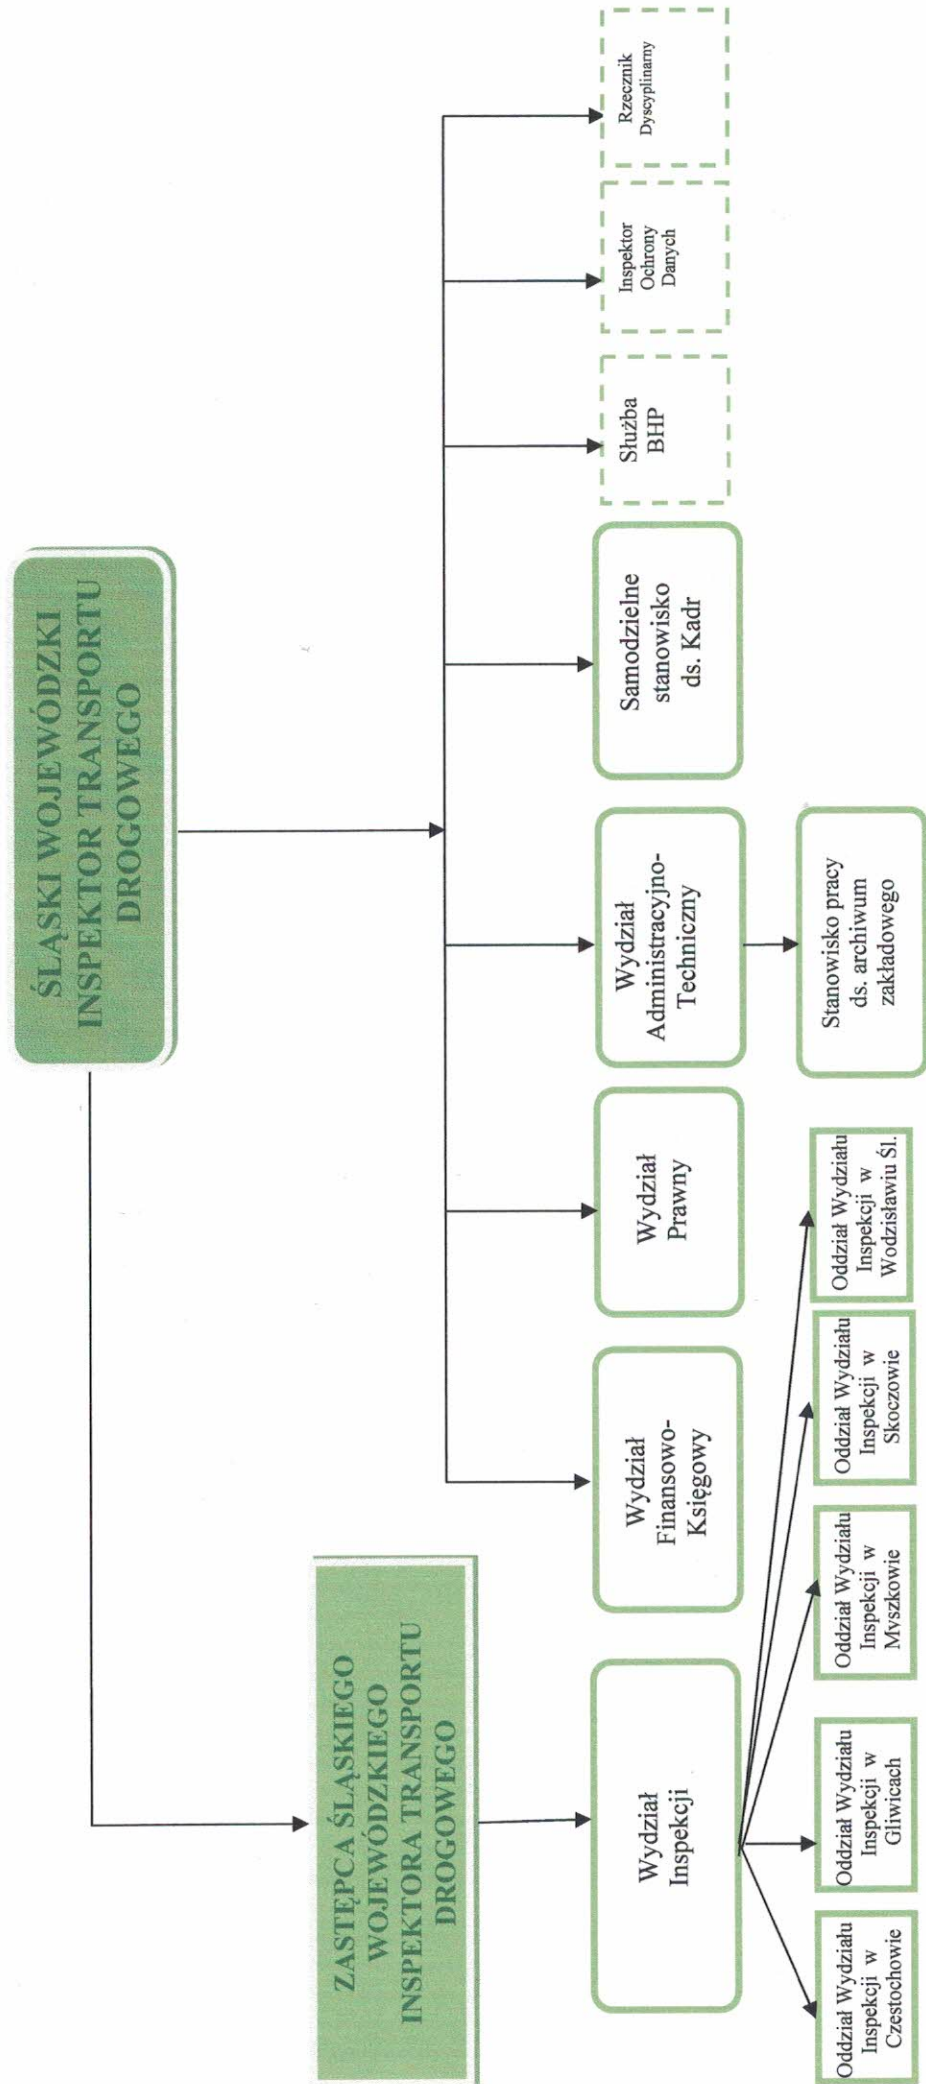 ŚLĄSKI WOJEWÓDZKI
INSPEKTOR TRANSPORTU
DROGOWEGO
ZASTĘPCA ŚLĄSKIEGO
WOJEWÓDZKIEGO
INSPEKTORA TRANSPORTU
DROGOWEGO
Wydział
Inspekcji
Wydział
Finansowo-
Księgowy
Wydział
Prawny
Wydział
Administracyjno-
Techniczny
Samodzielne
stanowisko
ds. Kadr
Służba
BHP
Inspektor
Ochrony
Danych
Rzecznik
Dyscyplinarny
Oddział Wydziału
Inspekcji w
Czestochowie
Oddział Wydziału
Inspekcji w
Gliwicach
Oddział Wydziału
Inspekcji w
Myszkowie
Oddział Wydziału
Inspekcji w
Skoczowie
Oddział Wydziału
Inspekcji w
Wodzisławiu Śl.
Stanowisko pracy
ds. archiwum
zakładowego